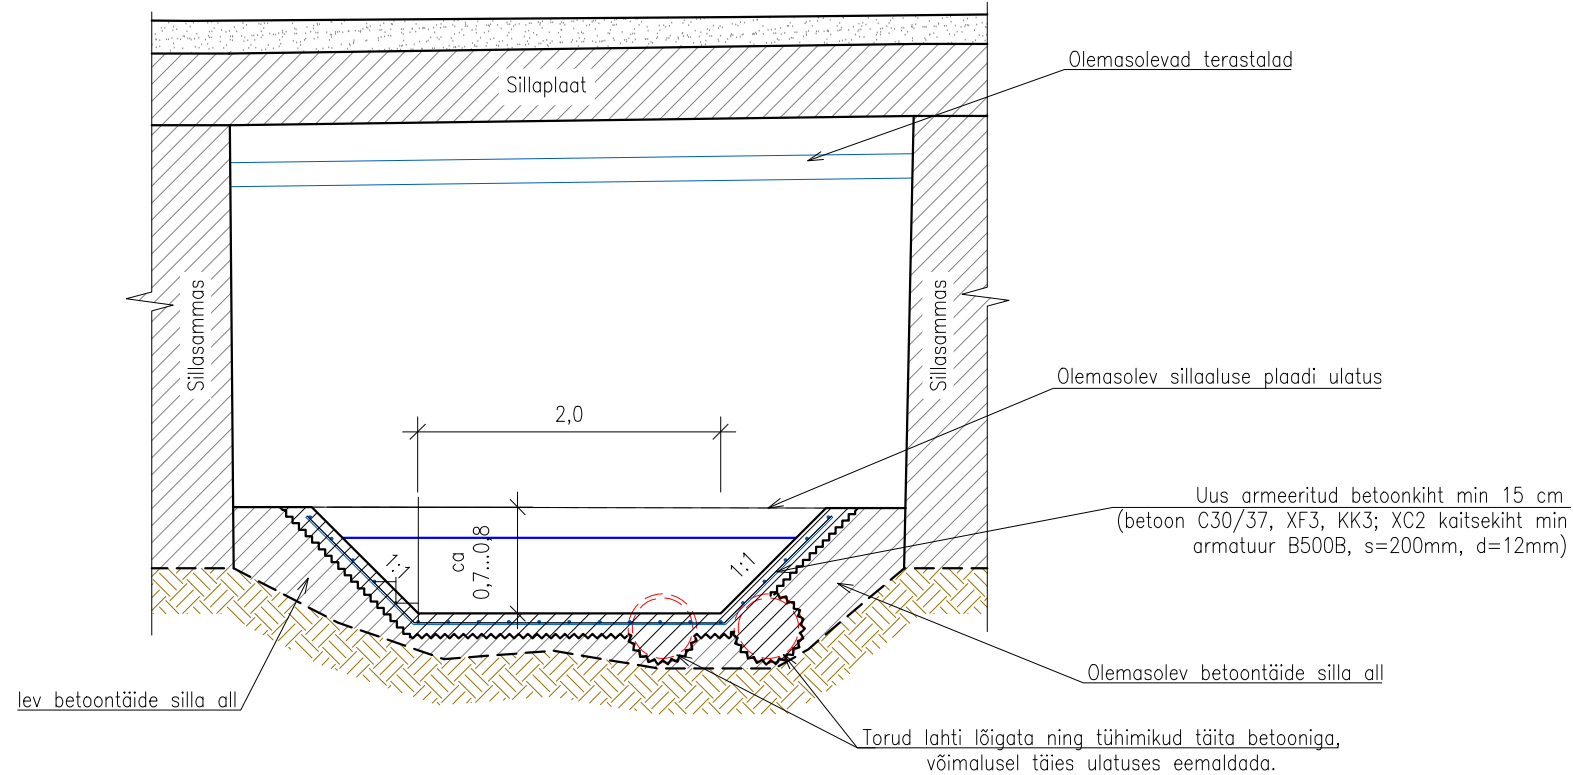 Olemasolevad terastalad
Sillaplaat
Sillasammas
Sillasammas
Olemasolev sillaaluse plaadi ulatus
2,0
Uus armeeritud betoonkiht min 15 cm
(betoon C30/37, XF3, KK3; XC2 kaitsekiht min
armatuur B500B, s=200mm, d=12mm)
ca
0,7...0,8
1:1
1:1
Olemasolev betoontäide silla all
lev betoontäide silla all
Torud lahti lõigata ning tühimikud täita betooniga,
võimalusel täies ulatuses eemaldada.